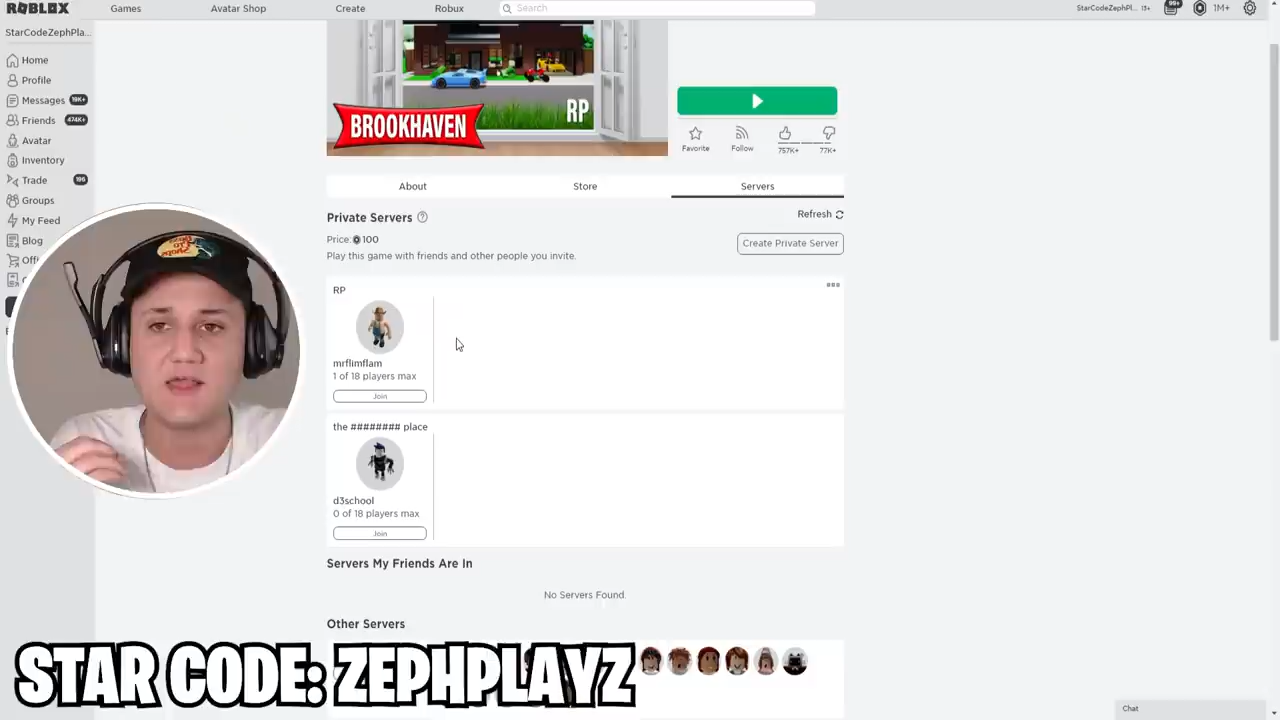 ROBLOX
Games
Avatar Shop
Create
Robux
Search
StarCodeZephPl... 13+
99+
1M+
StarCodeZephPla...
Home
Profile
Messages 19K+
Friends 474K+
Avatar
Inventory
Trade 196
Groups
My Feed
Blog
BROOKHAVEN
RP
Favorite
Follow
757K+
77K+
About
Store
Servers
Private Servers
Refresh
Price: 100
Create Private Server
Play this game with friends and other people you invite.
RP
mrflimflam
1 of 18 players max
Join
the ######## place
d3school
0 of 18 players max
Join
Servers My Friends Are In
No Servers Found.
Other Servers
STAR CODE: ZEPHPLAYZ
Chat